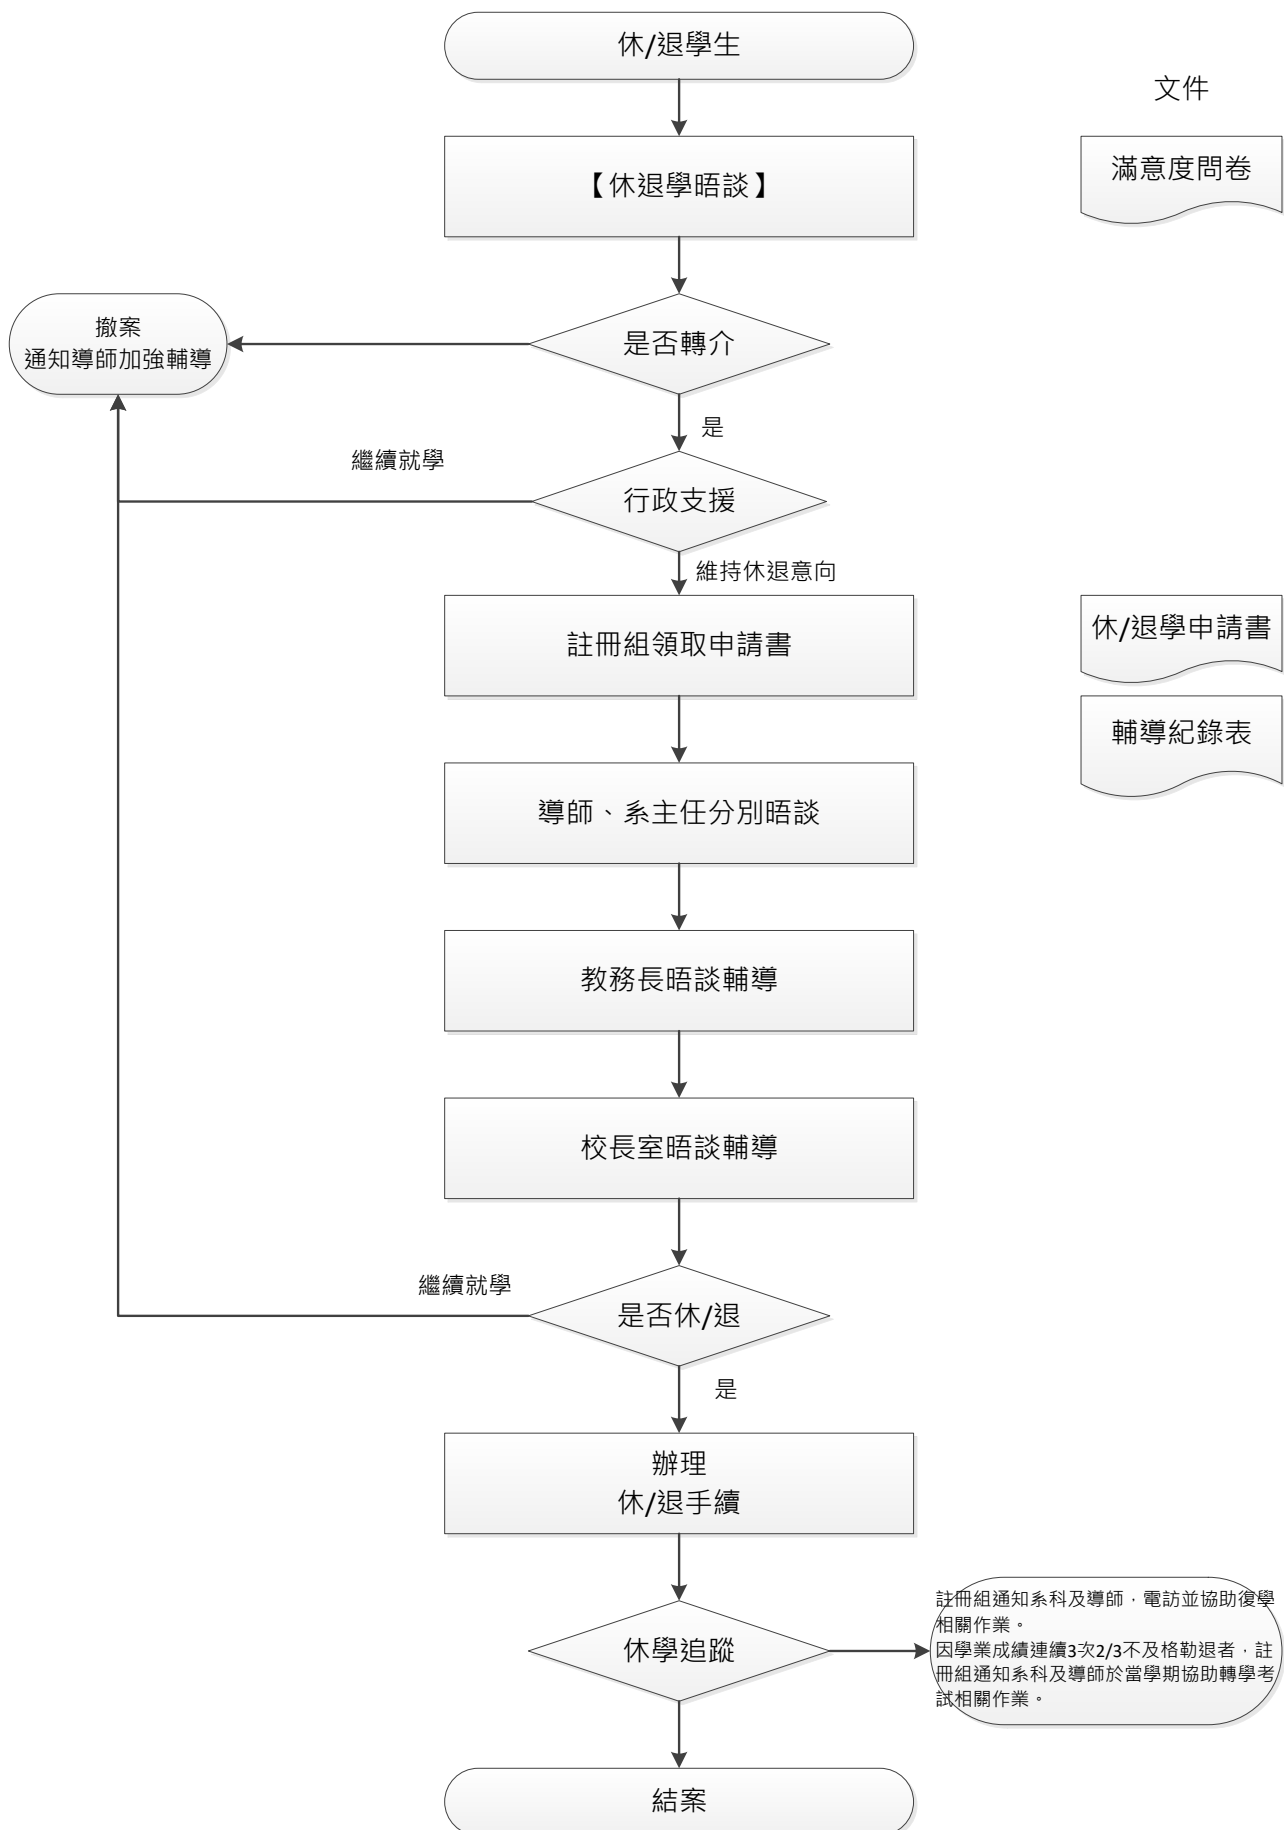 休/退學生
文件
【休退學晤談】
滿意度問卷
撤案
通知導師加強輔導
是否轉介
是
繼續就學
行政支援
維持休退意向
註冊組領取申請書
休/退學申請書
輔導紀錄表
導師、系主任分別晤談
教務長晤談輔導
校長室晤談輔導
繼續就學
是否休/退
是
辦理
休/退手續
休學追蹤
註冊組通知系科及導師，電訪並協助復學
相關作業。
因學業成績連續3次2/3不及格勒退者，註
冊組通知系科及導師於當學期協助轉學考
試相關作業。
結案